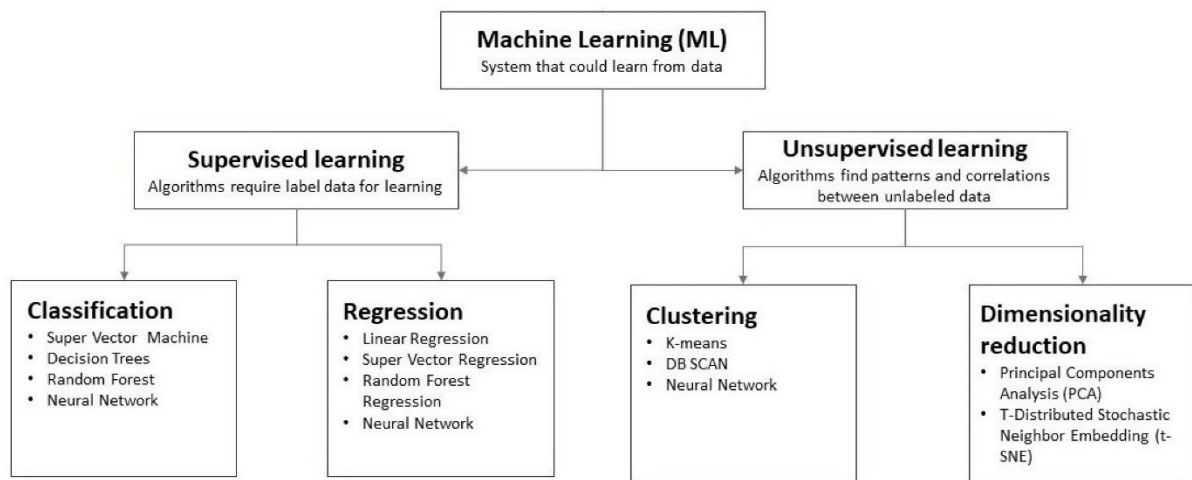 Machine Learning (ML)
System that could learn from data
Supervised learning
Algorithms require label data for learning
Unsupervised learning
Algorithms find patterns and correlations
between unlabeled data
Classification
• Super Vector Machine
• Decision Trees
• Random Forest
• Neural Network
Regression
• Linear Regression
• Super Vector Regression
• Random Forest
Regression
• Neural Network
Clustering
• K-means
• DB SCAN
• Neural Network
Dimensionality
reduction
• Principal Components
Analysis (PCA)
• T-Distributed Stochastic
Neighbor Embedding (t-
SNE)